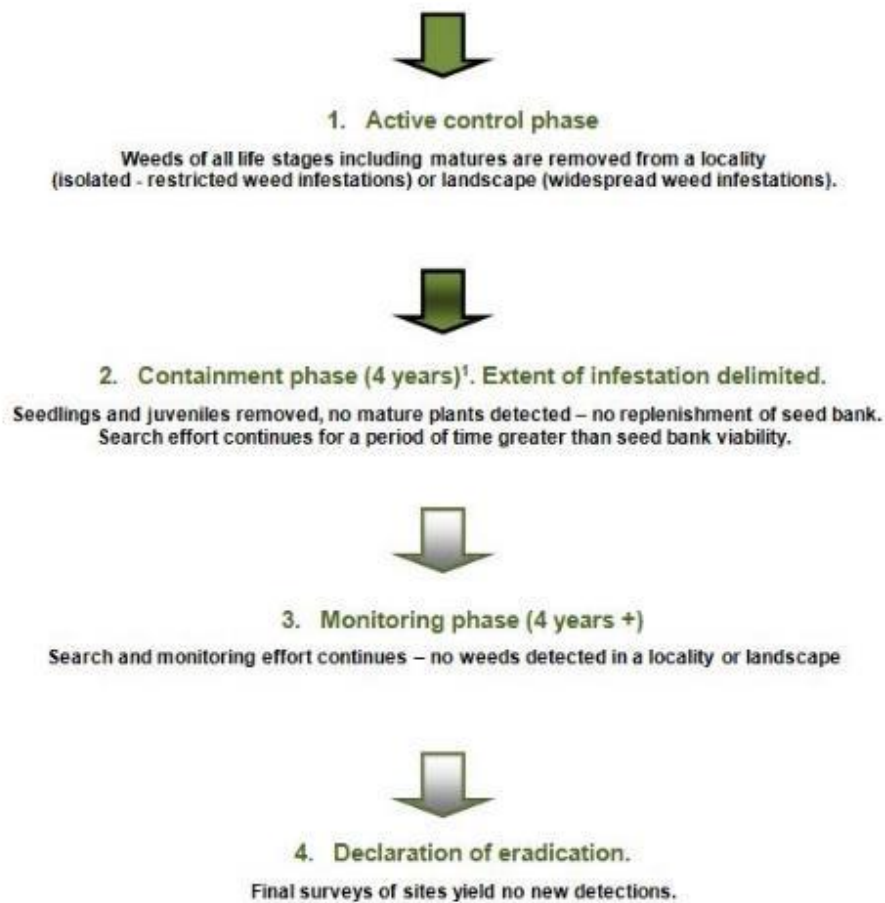 1. Active control phase
Weeds of all life stages including matures are removed from a locality
(isolated - restricted weed infestations) or landscape (widespread weed infestations).
2. Containment phase (4 years)¹. Extent of infestation delimited.
Seedlings and juveniles removed, no mature plants detected – no replenishment of seed bank.
Search effort continues for a period of time greater than seed bank viability.
3. Monitoring phase (4 years +)
Search and monitoring effort continues – no weeds detected in a locality or landscape
4. Declaration of eradication.
Final surveys of sites yield no new detections.